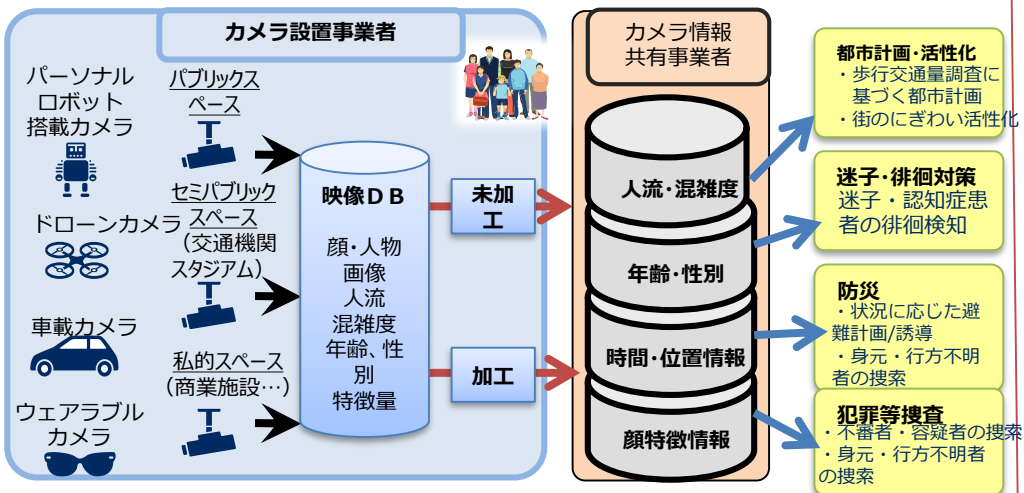 カメラ設置事業者
パーソナル
ロボット
搭載カメラ
ドローンカメラ
車載カメラ
ウェアラブル
カメラ
パブリックス
ペース
セミパブリック
スペース
（交通機関
スタジアム）
私的スペース
（商業施設…）
映像ＤＢ
顔・人物
画像
人流
混雑度
年齢、性
別
特徴量
未加
工
加工
カメラ情報
共有事業者
人流・混雑度
年齢・性別
時間・位置情報
顔特徴情報
都市計画・活性化
・歩行交通量調査に
基づく都市計画
・街のにぎわい活性化
迷子・徘徊対策
迷子・認知症患
者の徘徊検知
防災
・状況に応じた避
難計画/誘導
・身元・行方不明
者の捜索
犯罪等捜査
・不審者・容疑者の捜索
・身元・行方不明者
の捜索